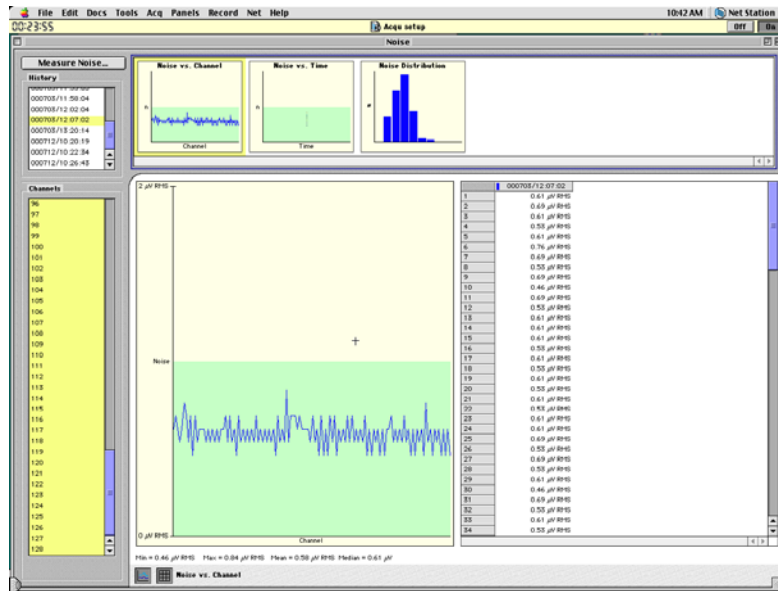 File Edit Docs Tools Acq Panels Record Net Help 10:42 AM Net Station
00:23:55 Acqu setup Off On
Noise
Measure Noise...
History
000703/11 58:04
000703/12 02:04
000703/12 07:02
000703/13 20:14
000712/10 20:19
000712/10 22:34
000712/10 26:43
Noise vs. Channel
n
Channel
Noise vs. Time
n
Time
Noise Distribution
#
Channels
96
97
98
99
100
101
102
103
104
105
106
107
108
109
110
111
112
113
114
115
116
117
118
119
120
121
122
123
124
125
126
127
128
2 µV RMS
Noise
0 µV RMS
Channel
Min = 0.46 µV RMS Max = 0.84 µV RMS Mean = 0.58 µV RMS Median = 0.61 µV
Noise vs. Channel
000703/12:07:02
1 0.61 µV RMS
2 0.69 µV RMS
3 0.61 µV RMS
4 0.53 µV RMS
5 0.61 µV RMS
6 0.76 µV RMS
7 0.69 µV RMS
8 0.53 µV RMS
9 0.69 µV RMS
10 0.46 µV RMS
11 0.69 µV RMS
12 0.53 µV RMS
13 0.61 µV RMS
14 0.61 µV RMS
15 0.61 µV RMS
16 0.53 µV RMS
17 0.61 µV RMS
18 0.53 µV RMS
19 0.61 µV RMS
20 0.53 µV RMS
21 0.61 µV RMS
22 0.53 µV RMS
23 0.61 µV RMS
24 0.61 µV RMS
25 0.69 µV RMS
26 0.53 µV RMS
27 0.69 µV RMS
28 0.53 µV RMS
29 0.61 µV RMS
30 0.46 µV RMS
31 0.69 µV RMS
32 0.53 µV RMS
33 0.61 µV RMS
34 0.53 µV RMS